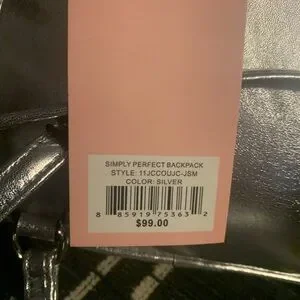 SIMPLY PERFECT BACKPACK
STYLE: 11JCCOUJC-JSM
COLOR: SILVER
8 85919 75363 2
$99.00